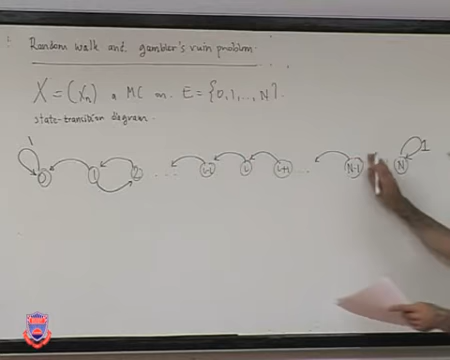 Random walk and gambler's ruin problem
X = (Xn) a MC on E = {0, 1, ..., N}.
state-transition diagram.
1 0 1 2 ... i-1 i i+1 ... N-1 N 1